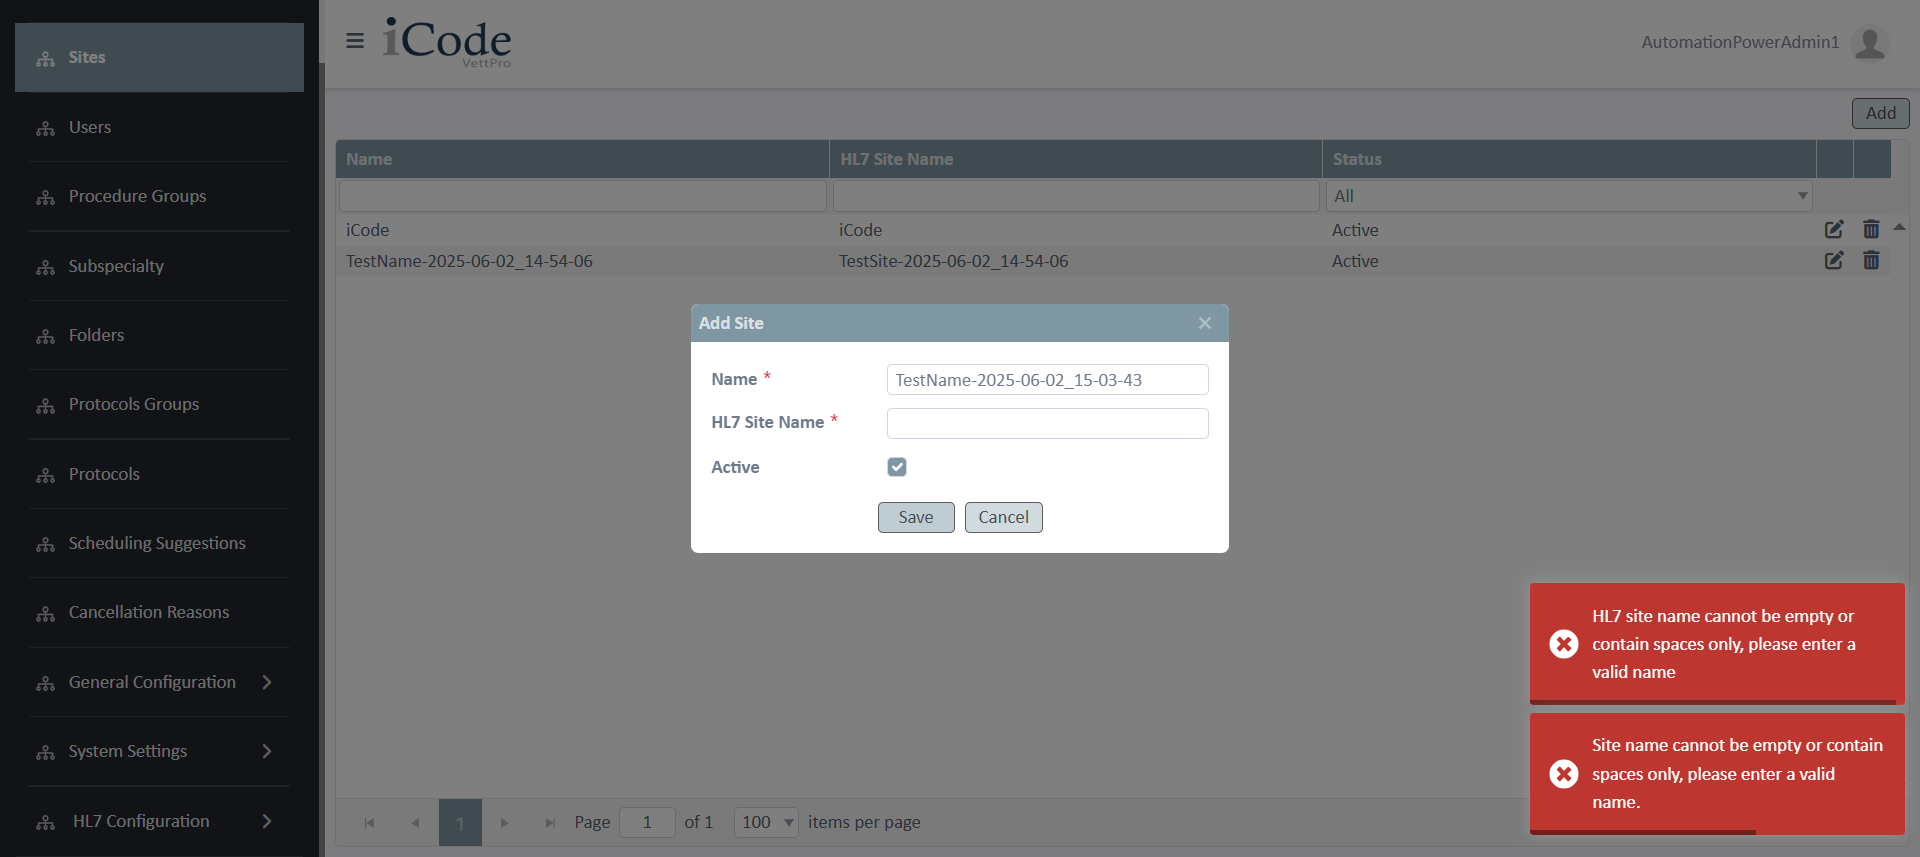 Sites
Users
Procedure Groups
Subspecialty
Folders
Protocols Groups
Protocols
Scheduling Suggestions
Cancellation Reasons
General Configuration
System Settings
HL7 Configuration
iCode
VettPro
AutomationPowerAdmin1
Add
Name HL7 Site Name Status
All
iCode iCode Active
TestName-2025-06-02_14-54-06 TestSite-2025-06-02_14-54-06 Active
Add Site
Name * TestName-2025-06-02_15-03-43
HL7 Site Name *
Active
Save Cancel
HL7 site name cannot be empty or
contain spaces only, please enter a
valid name
Site name cannot be empty or contain
spaces only, please enter a valid
name.
1 Page 1 of 1 100 items per page